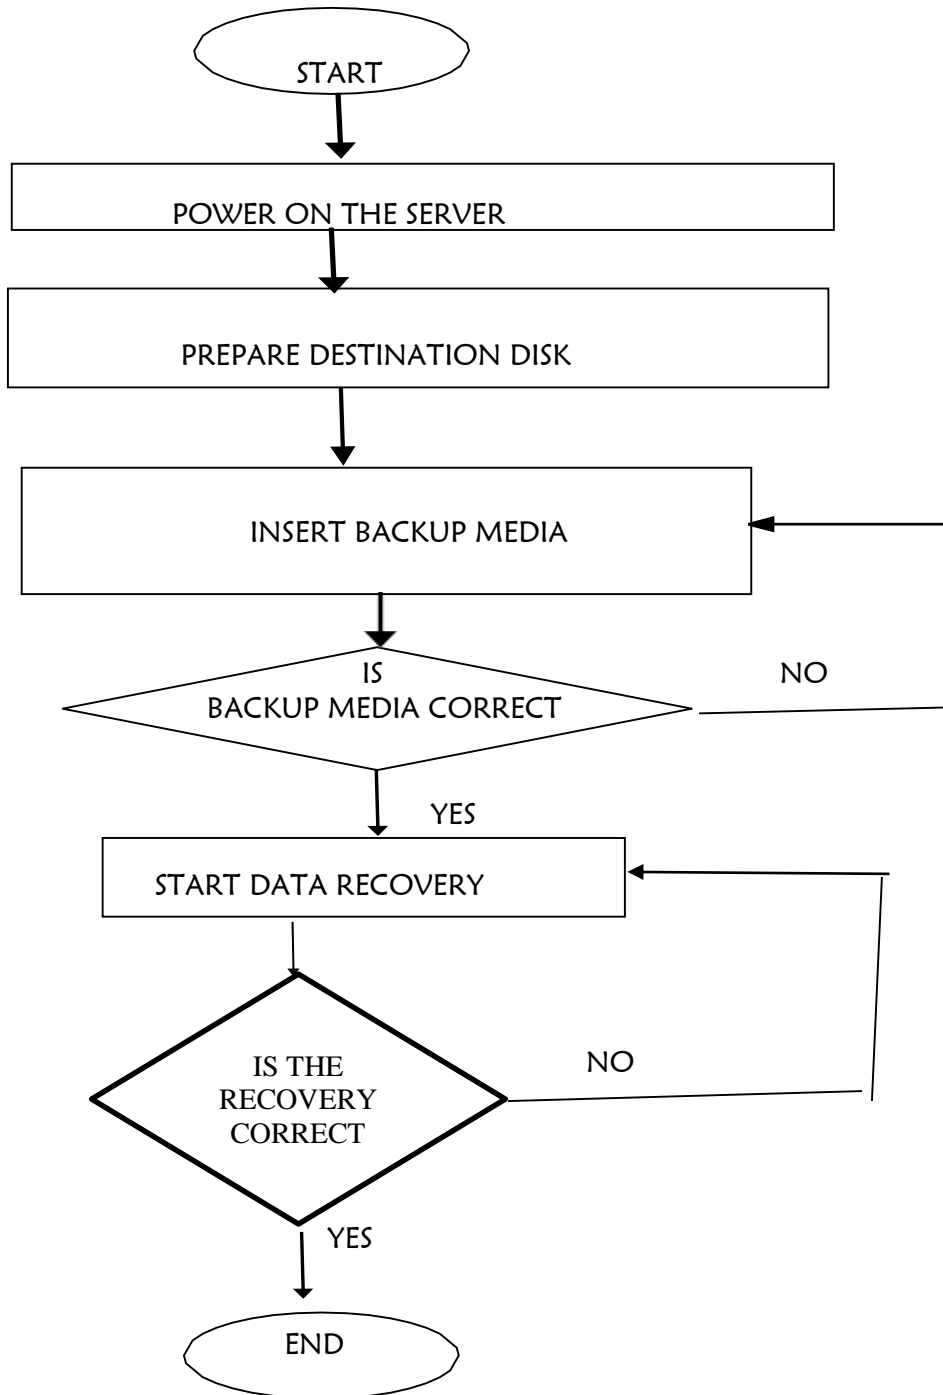 START
POWER ON THE SERVER
PREPARE DESTINATION DISK
INSERT BACKUP MEDIA
IS
BACKUP MEDIA CORRECT
NO
YES
START DATA RECOVERY
IS THE
RECOVERY
CORRECT
NO
YES
END